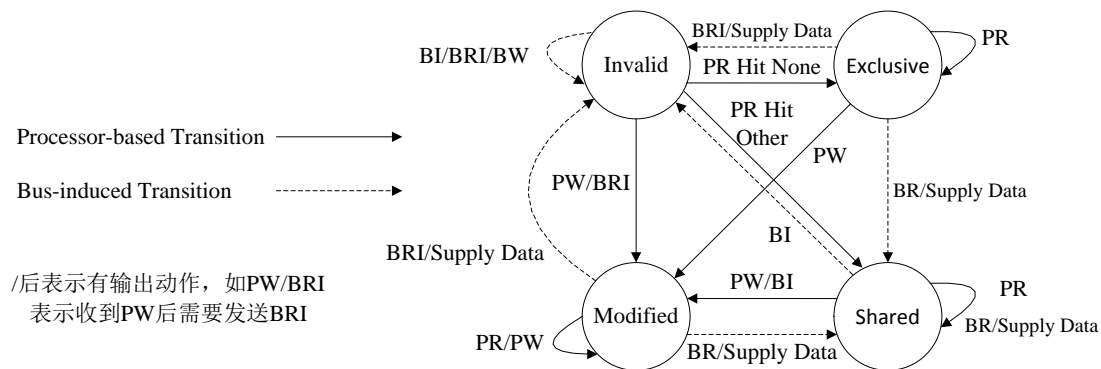 BRI/Supply Data
PR
BI/BRI/BW
Invalid
Exclusive
PR Hit None
PR Hit
Other
Processor-based Transition
PW
Bus-induced Transition
PW/BRI
BR/Supply Data
BI
BRI/Supply Data
/后表示有输出动作，如PW/BRI
表示收到PW后需要发送BRI
PW/BI
PR
Modified
Shared
BR/Supply Data
PR/PW
BR/Supply Data